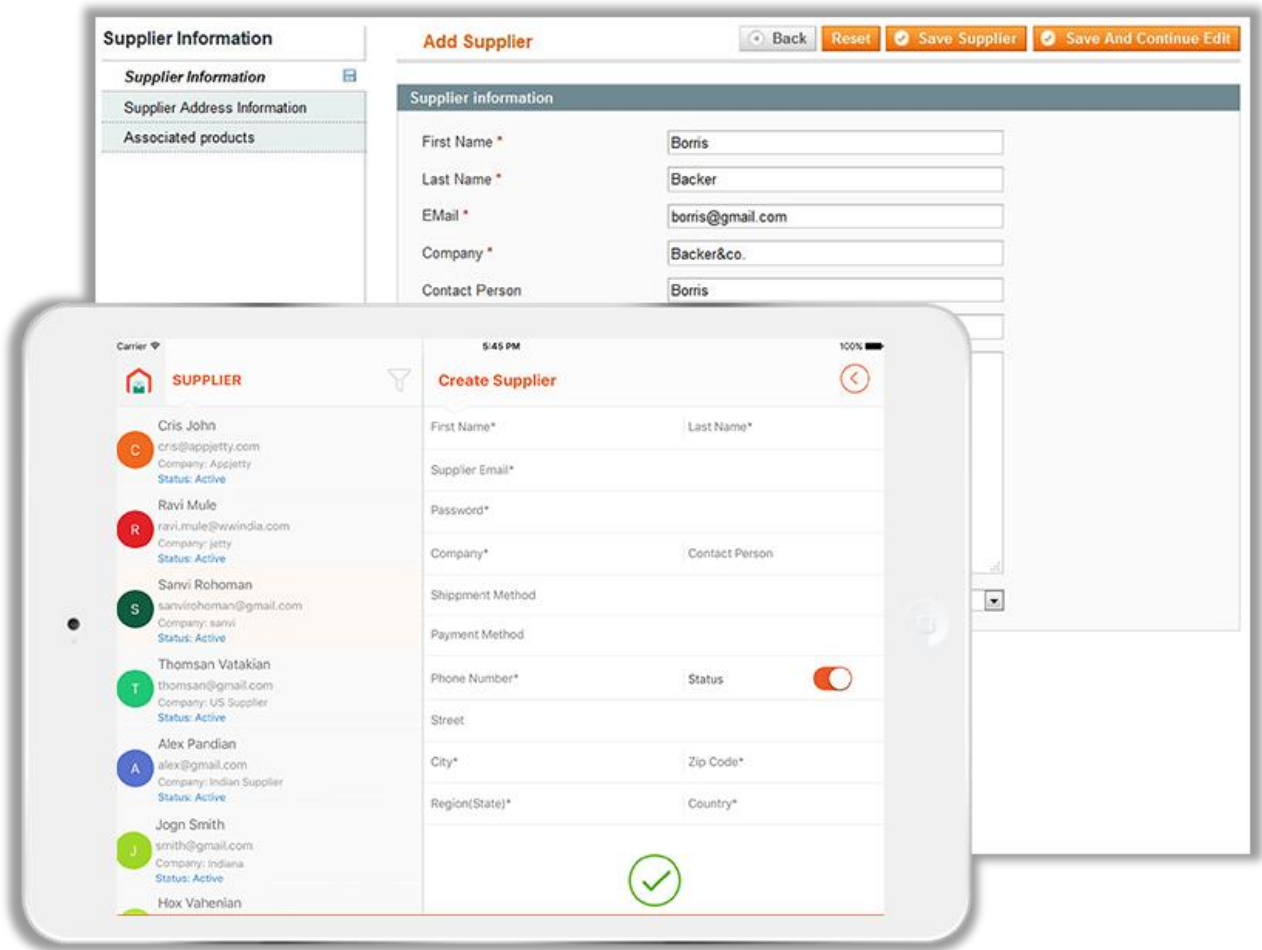 Supplier Information
Supplier Information
Supplier Address Information
Associated products
Add Supplier
Back
Reset
Save Supplier
Save And Continue Edit
Supplier information
First Name *
Borris
Last Name *
Backer
EMail *
borris@gmail.com
Company *
Backer&co.
Contact Person
Borris
Carrier
5:45 PM
100%
SUPPLIER
Cris John
cris@appjetty.com
Company: Appjetty
Status: Active
C
Ravi Mule
ravi.mule@wwindia.com
Company: jetty
Status: Active
R
Sanvi Rohoman
sanvirohoman@gmail.com
Company: sanvi
Status: Active
S
Thomsan Vatakian
thomsan@gmail.com
Company: US Supplier
Status: Active
T
Alex Pandian
alex@gmail.com
Company: Indian Supplier
Status: Active
A
Jogn Smith
smith@gmail.com
Company: Indiana
Status: Active
J
Hox Vahenian
Create Supplier
First Name*
Last Name*
Supplier Email*
Password*
Company*
Contact Person
Shippment Method
Payment Method
Phone Number*
Status
Street
City*
Zip Code*
Region(State)*
Country*